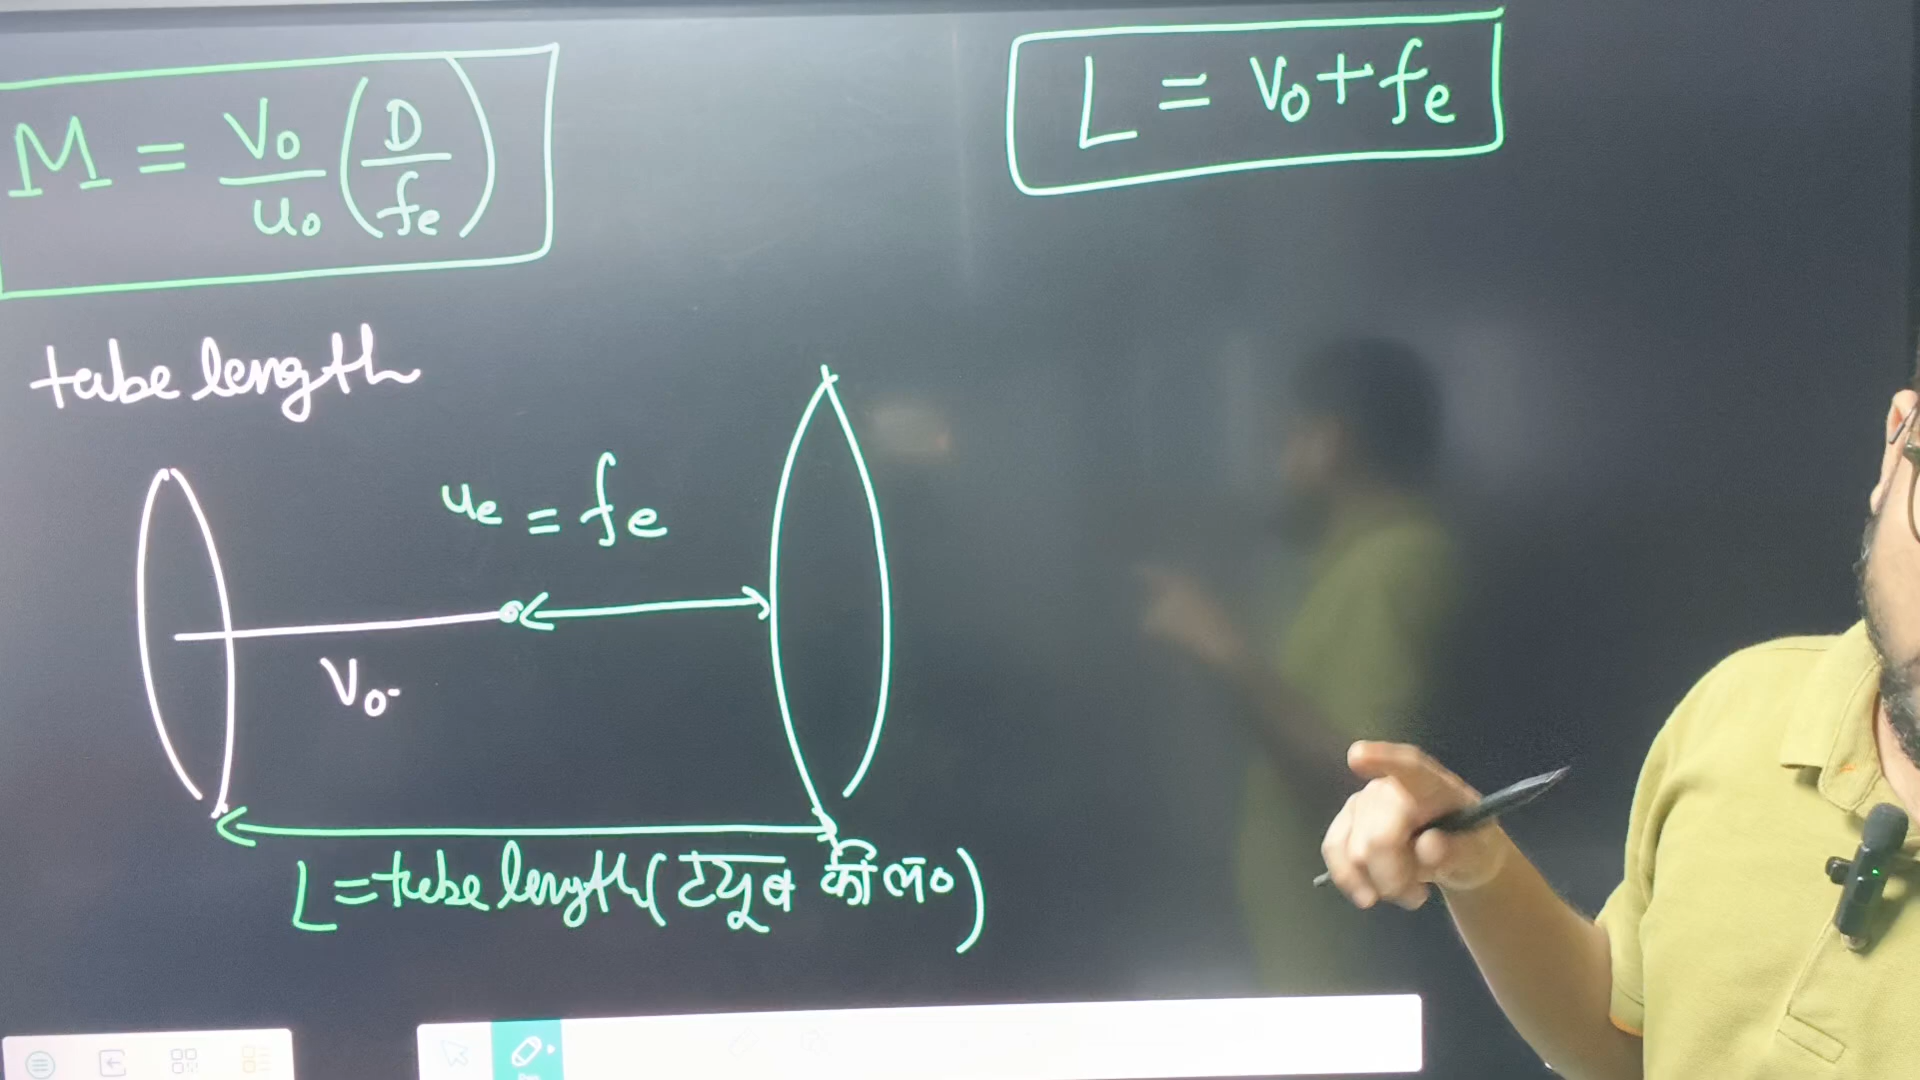 M = V₀/u₀ (D/fₑ)
L = V₀ + fₑ
tube length
uₑ = fₑ
V₀
L = tube length (ट्यूब की लं०)